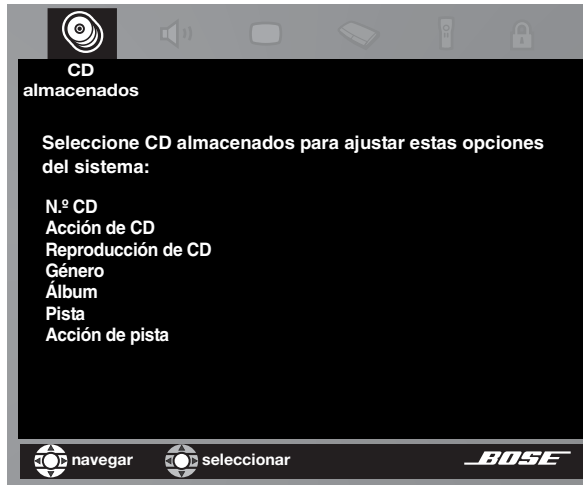 CD
almacenados
Seleccione CD almacenados para ajustar estas opciones
del sistema:
N.º CD
Acción de CD
Reproducción de CD
Género
Álbum
Pista
Acción de pista
navegar
seleccionar
BOSE